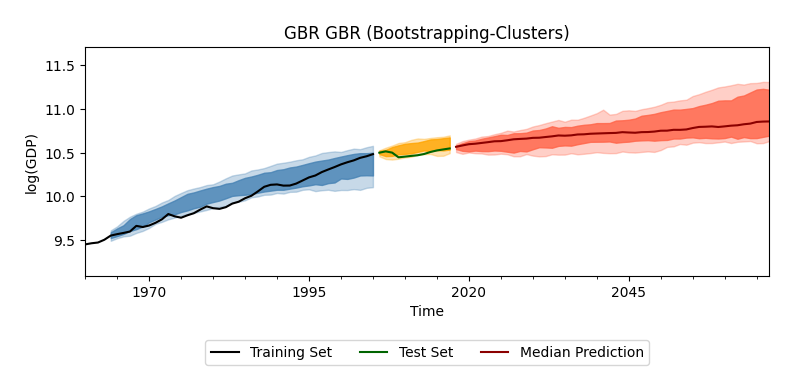 GBR GBR (Bootstrapping-Clusters)
11.5
11.0
10.5
10.0
9.5
log(GDP)
1970 1995 2020 2045
Time
Training Set Test Set Median Prediction